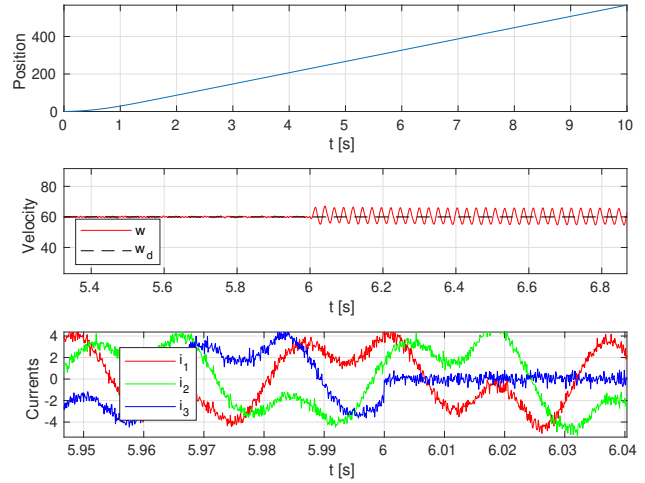 Position
400
200
0
0 1 2 3 4 5 6 7 8 9 10
t [s]
Velocity
80
60
40
w
w_d
5.4 5.6 5.8 6 6.2 6.4 6.6 6.8
t [s]
Currents
4
2
0
-2
-4
i_1
i_2
i_3
5.95 5.96 5.97 5.98 5.99 6 6.01 6.02 6.03 6.04
t [s]